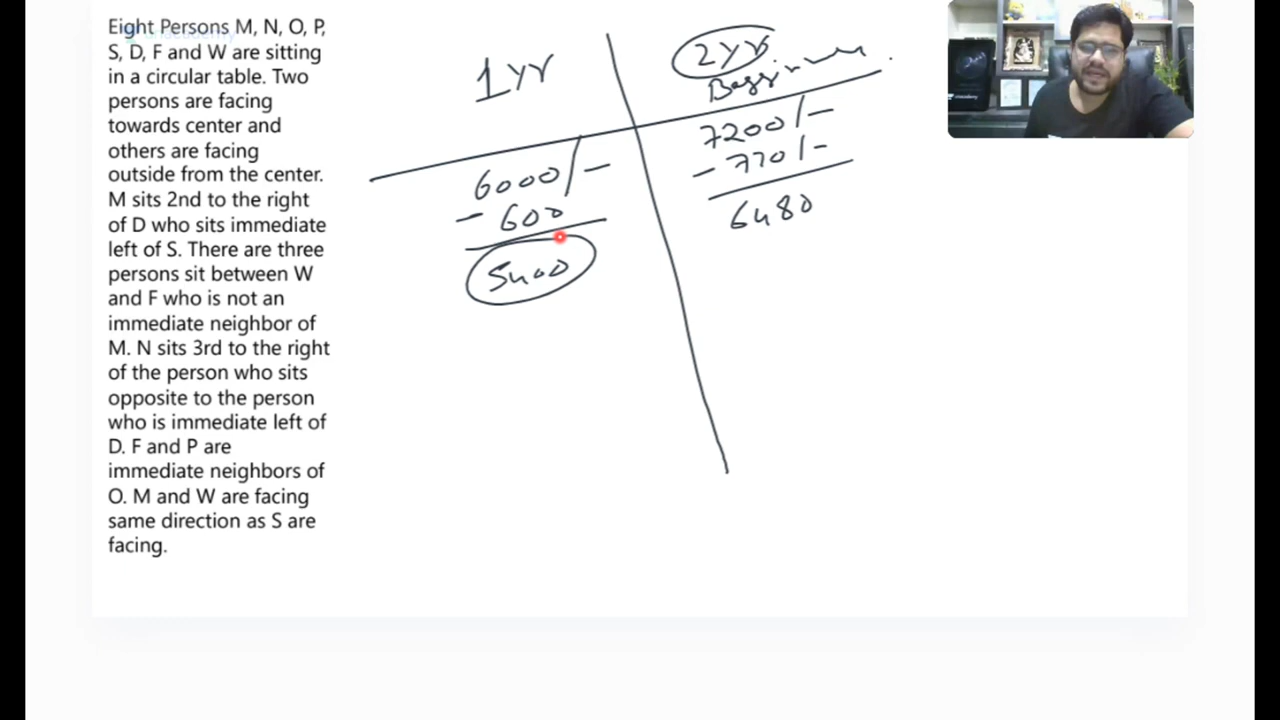 Eight Persons M, N, O, P,
S, D, F and W are sitting
in a circular table. Two
persons are facing
towards center and
others are facing
outside from the center.
M sits 2nd to the right
of D who sits immediate
left of S. There are three
persons sit between W
and F who is not an
immediate neighbor of
M. N sits 3rd to the right
of the person who sits
opposite to the person
who is immediate left of
D. F and P are
immediate neighbors of
O. M and W are facing
same direction as S are
facing.
1 yr
6000/-
- 600
5400
2 yr
7200/-
- 720/-
6480